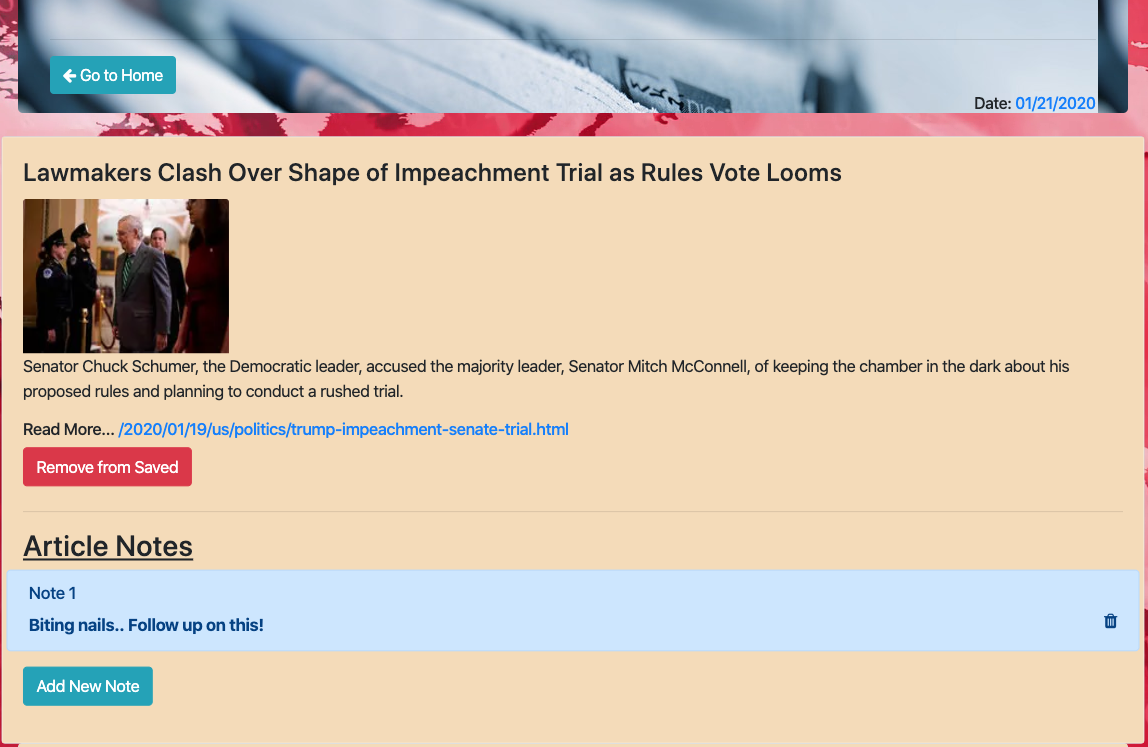 Go to Home
Date: 01/21/2020
Lawmakers Clash Over Shape of Impeachment Trial as Rules Vote Looms
Senator Chuck Schumer, the Democratic leader, accused the majority leader, Senator Mitch McConnell, of keeping the chamber in the dark about his
proposed rules and planning to conduct a rushed trial.
Read More... /2020/01/19/us/politics/trump-impeachment-senate-trial.html
Remove from Saved
Article Notes
Note 1
Biting nails.. Follow up on this!
Add New Note